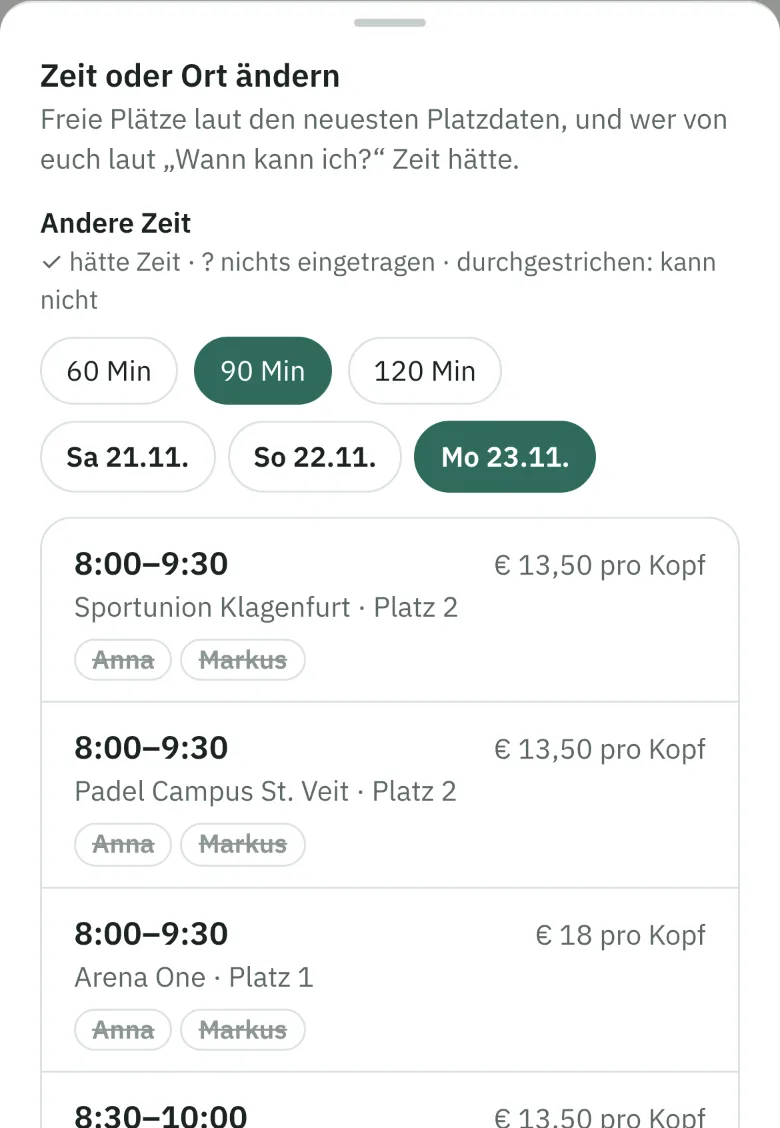 Zeit oder Ort ändern
Freie Plätze laut den neuesten Platzdaten, und wer von
euch laut „Wann kann ich?“ Zeit hätte.
Andere Zeit
✓ hätte Zeit · ? nichts eingetragen · durchgestrichen: kann
nicht
60 Min 90 Min 120 Min
Sa 21.11. So 22.11. Mo 23.11.
8:00–9:30 € 13,50 pro Kopf
Sportunion Klagenfurt · Platz 2
Anna Markus
8:00–9:30 € 13,50 pro Kopf
Padel Campus St. Veit · Platz 2
Anna Markus
8:00–9:30 € 18 pro Kopf
Arena One · Platz 1
Anna Markus
8:30–10:00 € 13,50 pro Kopf